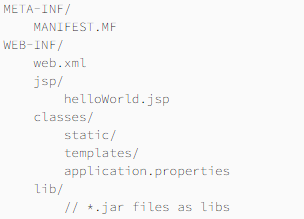 META-INF/
    MANIFEST.MF
WEB-INF/
    web.xml
    jsp/
        helloWorld.jsp
    classes/
        static/
        templates/
        application.properties
    lib/
        // *.jar files as libs